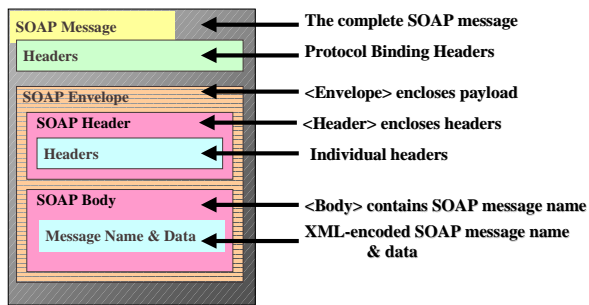 SOAP Message
The complete SOAP message
Headers
Protocol Binding Headers
SOAP Envelope
<Envelope> encloses payload
SOAP Header
<Header> encloses headers
Headers
Individual headers
SOAP Body
<Body> contains SOAP message name
Message Name & Data
XML-encoded SOAP message name
& data